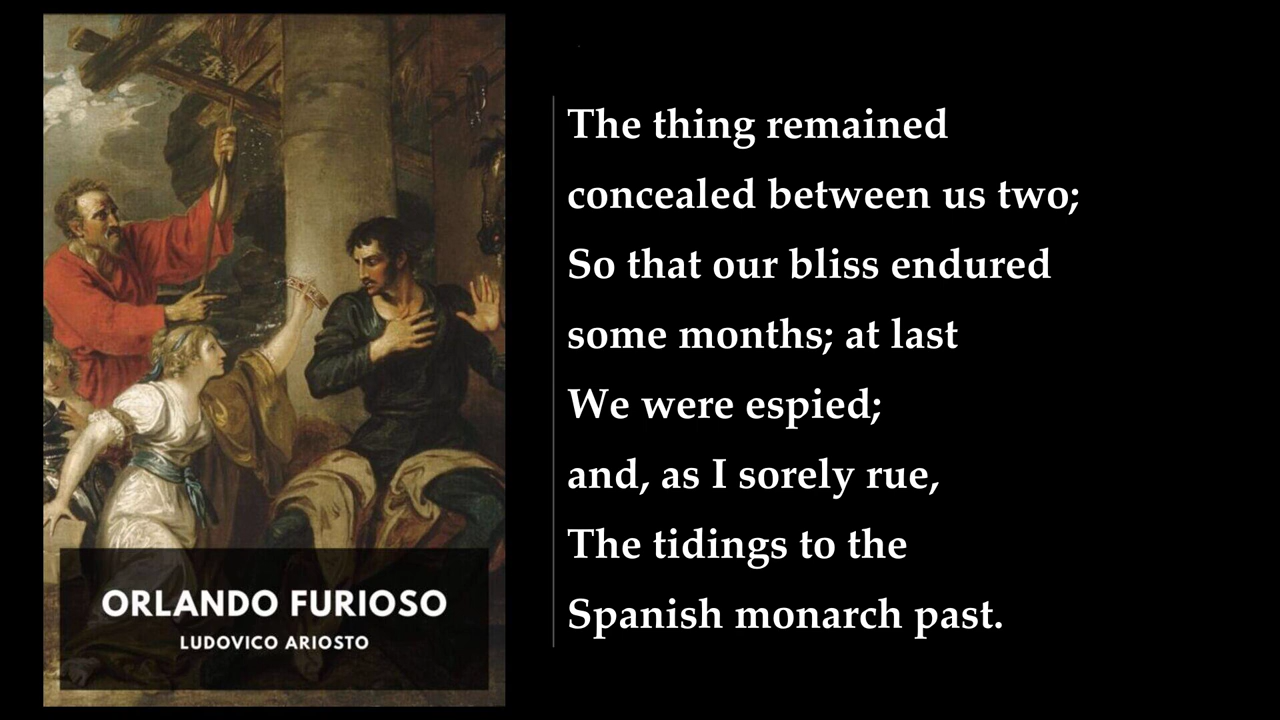 The thing remained
concealed between us two;
So that our bliss endured
some months; at last
We were espied;
and, as I sorely rue,
The tidings to the
Spanish monarch past.
ORLANDO FURIOSO
LUDOVICO ARIOSTO